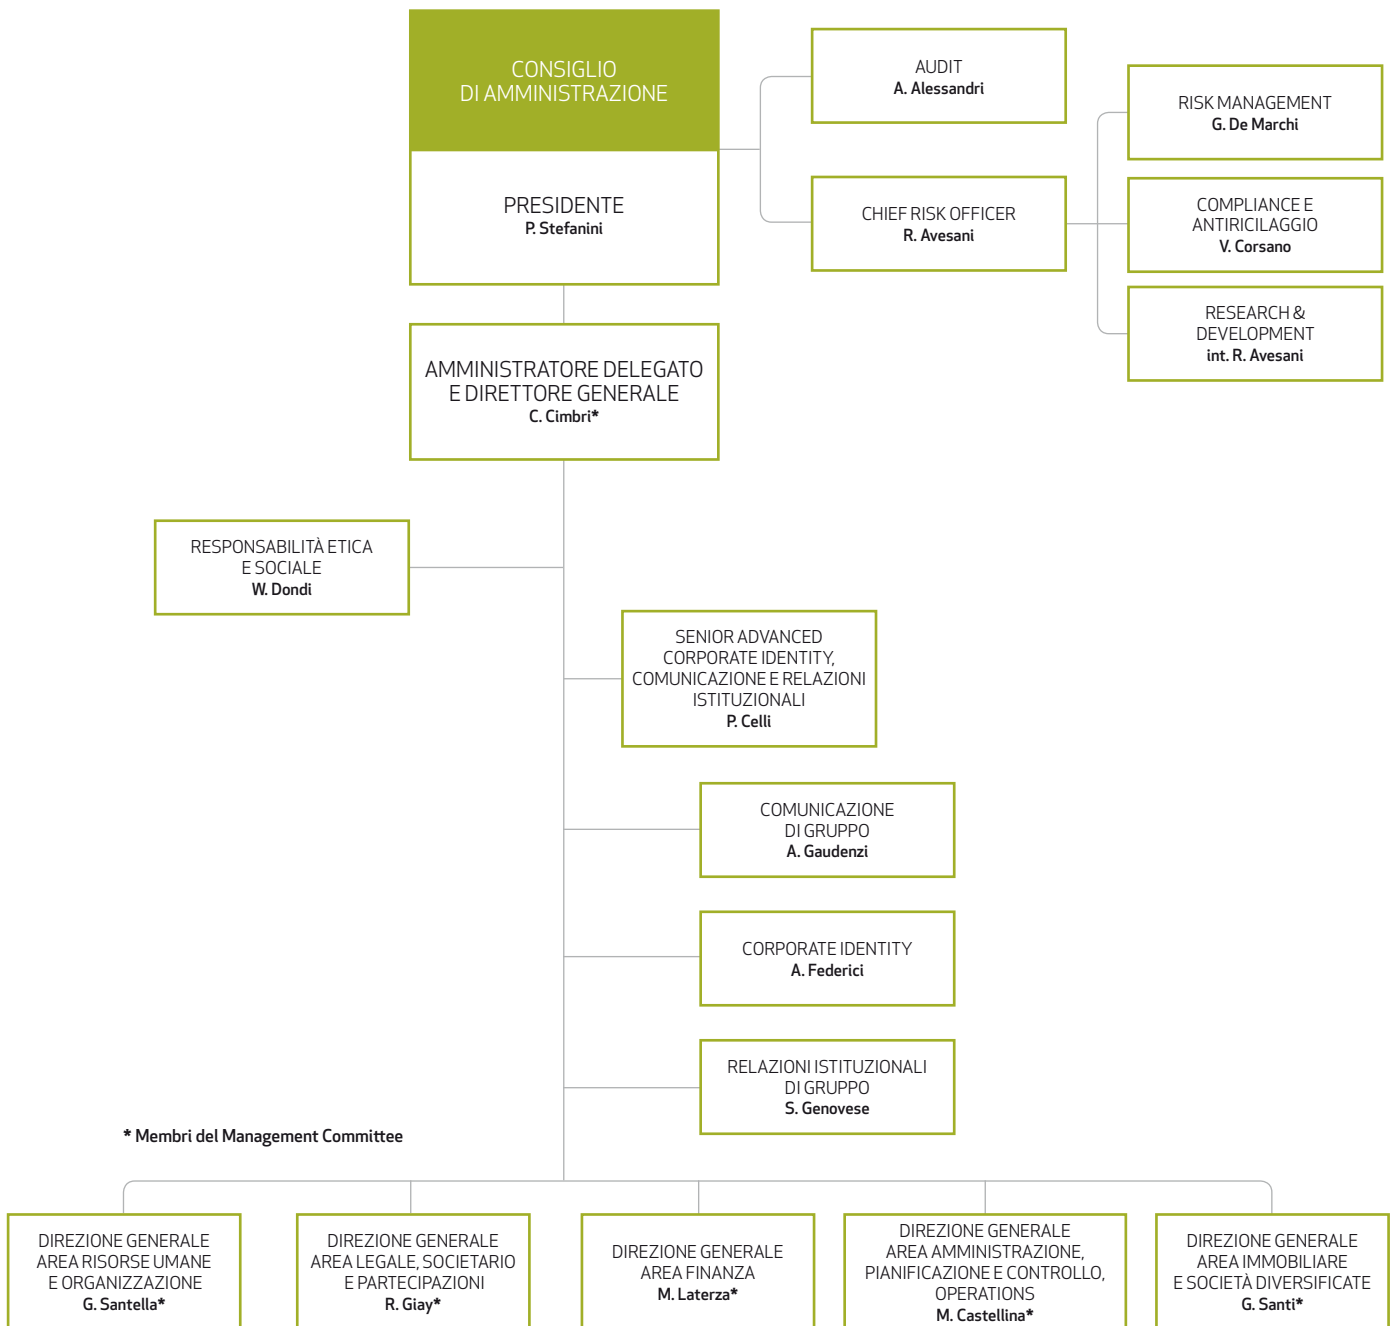 CONSIGLIO
DI AMMINISTRAZIONE
PRESIDENTE
P. Stefanini
AUDIT
A. Alessandri
CHIEF RISK OFFICER
R. Avesani
RISK MANAGEMENT
G. De Marchi
COMPLIANCE E
ANTIRICILAGGIO
V. Corsano
RESEARCH &
DEVELOPMENT
int. R. Avesani
AMMINISTRATORE DELEGATO
E DIRETTORE GENERALE
C. Cimbri*
RESPONSABILITÀ ETICA
E SOCIALE
W. Dondi
SENIOR ADVANCED
CORPORATE IDENTITY,
COMUNICAZIONE E RELAZIONI
ISTITUZIONALI
P. Celli
COMUNICAZIONE
DI GRUPPO
A. Gaudenzi
CORPORATE IDENTITY
A. Federici
RELAZIONI ISTITUZIONALI
DI GRUPPO
S. Genovese
* Membri del Management Committee
DIREZIONE GENERALE
AREA RISORSE UMANE
E ORGANIZZAZIONE
G. Santella*
DIREZIONE GENERALE
AREA LEGALE, SOCIETARIO
E PARTECIPAZIONI
R. Giay*
DIREZIONE GENERALE
AREA FINANZA
M. Laterza*
DIREZIONE GENERALE
AREA AMMINISTRAZIONE,
PIANIFICAZIONE E CONTROLLO,
OPERATIONS
M. Castellina*
DIREZIONE GENERALE
AREA IMMOBILIARE
E SOCIETÀ DIVERSIFICATE
G. Santi*